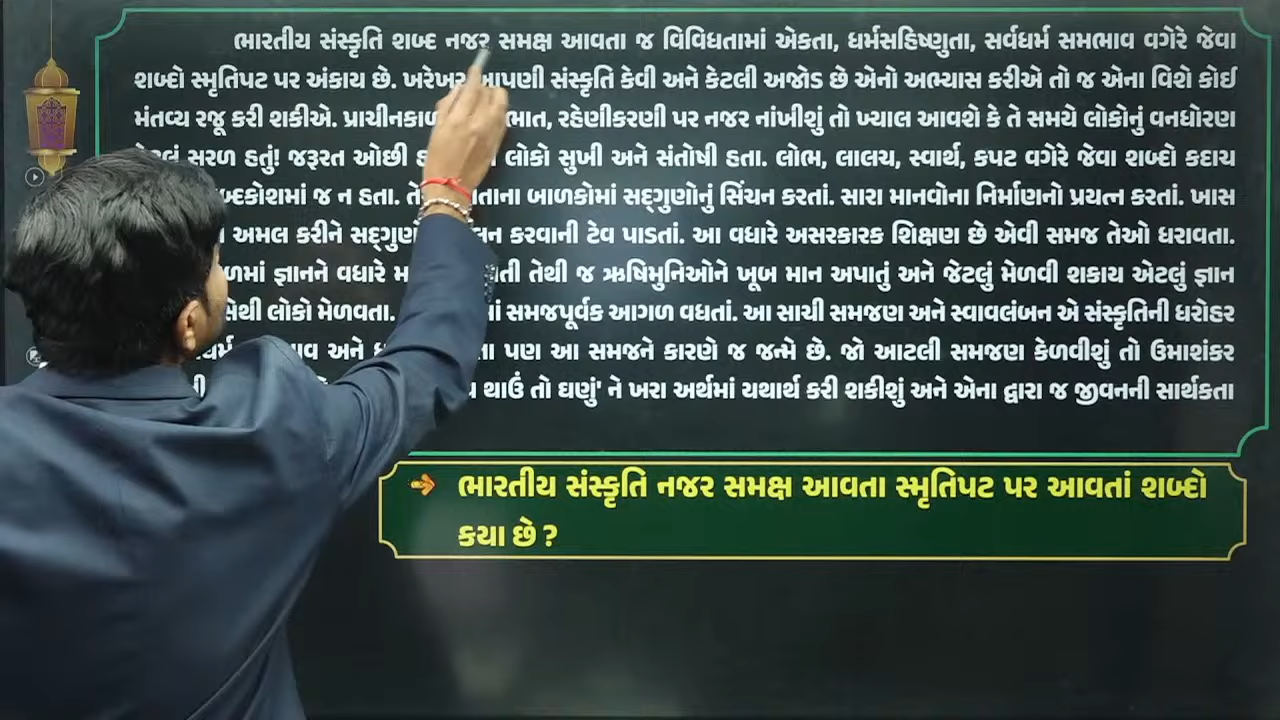 ભારતીય સંસ્કૃતિ શબ્દ નજર સમક્ષ આવતા જ વિવિધતામાં એકતા, ધર્મસહિષ્ણુતા, સર્વધર્મ સમભાવ વગેરે જેવા
શબ્દો સ્મૃતિપટ પર અંકાય છે. ખરેખર આપણી સંસ્કૃતિ કેવી અને કેટલી અજોડ છે એનો અભ્યાસ કરીએ તો જ એના વિશે કોઈ
મંતવ્ય રજૂ કરી શકીએ. પ્રાચીનકાળ ભાત, રહેણીકરણી પર નજર નાંખીશું તો ખ્યાલ આવશે કે તે સમયે લોકોનું વનધોરણ
સરળ હતું! જરૂરત ઓછી લોકો સુખી અને સંતોષી હતા. લોભ, લાલચ, સ્વાર્થ, કપટ વગેરે જેવા શબ્દો કદાચ
બ્દકોશમાં જ ન હતા. તે તાના બાળકોમાં સદ્ગુણોનું સિંચન કરતાં. સારા માનવોના નિર્માણનો પ્રયત્ન કરતાં. ખાસ
અમલ કરીને સદ્ગુણો લન કરવાની ટેવ પાડતાં. આ વધારે અસરકારક શિક્ષણ છે એવી સમજ તેઓ ધરાવતા.
ળમાં જ્ઞાનને વધારે તી તેથી જ ઋષિમુનિઓને ખૂબ માન અપાતું અને જેટલું મેળવી શકાય એટલું જ્ઞાન
સેથી લોકો મેળવતા. માં સમજપૂર્વક આગળ વધતાં. આ સાચી સમજણ અને સ્વાવલંબન એ સંસ્કૃતિની ધરોહર
ધર્મ ાવ અને તા પણ આ સમજને કારણે જ જન્મે છે. જો આટલી સમજણ કેળવીશું તો ઉમાશંકર
થાઉં તો ઘણું' ને ખરા અર્થમાં યથાર્થ કરી શકીશું અને એના દ્વારા જ જીવનની સાર્થકતા
ભારતીય સંસ્કૃતિ નજર સમક્ષ આવતા સ્મૃતિપટ પર આવતાં શબ્દો
કયા છે ?